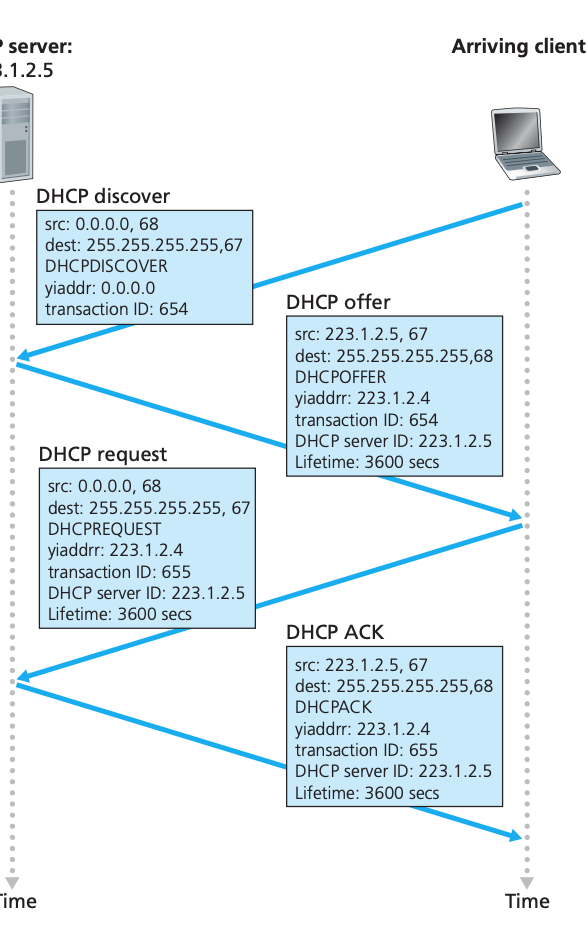 server:
.1.2.5
Arriving client
DHCP discover
src: 0.0.0.0, 68
dest: 255.255.255.255,67
DHCPDISCOVER
yiaddr: 0.0.0.0
transaction ID: 654
DHCP offer
src: 223.1.2.5, 67
dest: 255.255.255.255,68
DHCPOFFER
yiaddrr: 223.1.2.4
transaction ID: 654
DHCP server ID: 223.1.2.5
Lifetime: 3600 secs
DHCP request
src: 0.0.0.0, 68
dest: 255.255.255.255, 67
DHCPREQUEST
yiaddrr: 223.1.2.4
transaction ID: 655
DHCP server ID: 223.1.2.5
Lifetime: 3600 secs
DHCP ACK
src: 223.1.2.5, 67
dest: 255.255.255.255,68
DHCPACK
yiaddrr: 223.1.2.4
transaction ID: 655
DHCP server ID: 223.1.2.5
Lifetime: 3600 secs
Time
Time